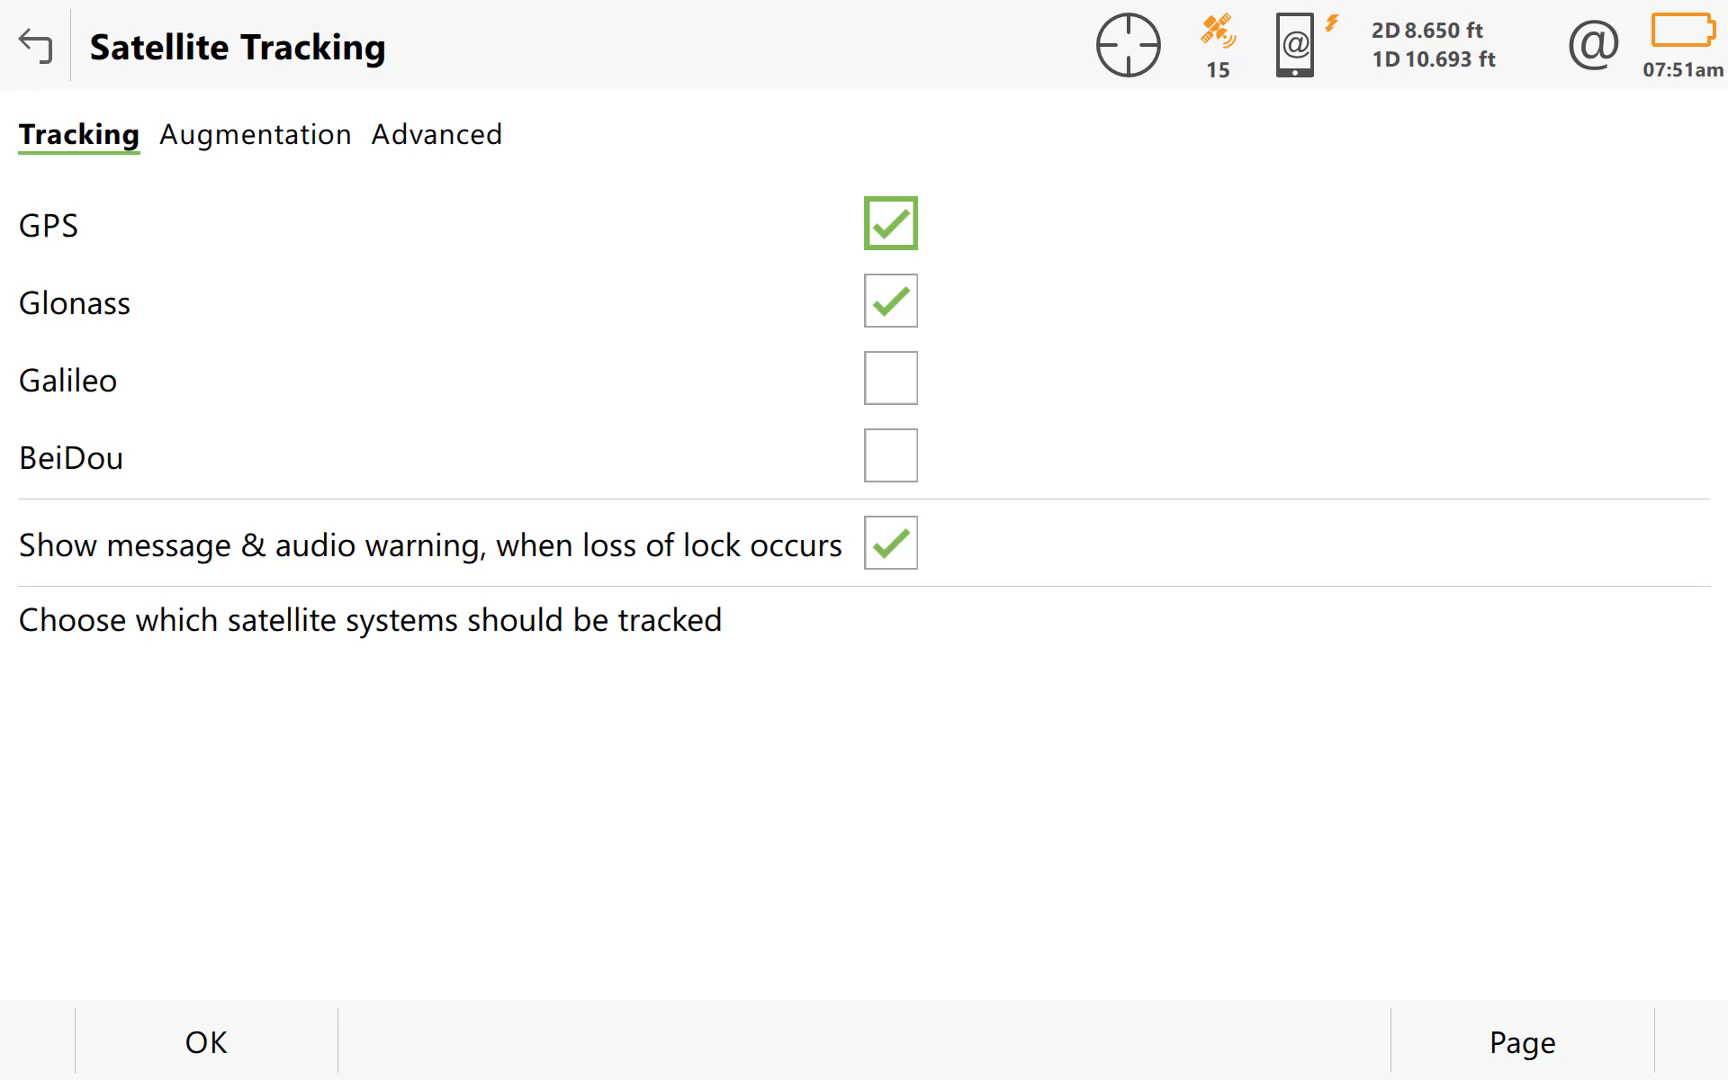 Satellite Tracking
15
@
2D 8.650 ft
1D 10.693 ft
@
07:51am
Tracking Augmentation Advanced
GPS
Glonass
Galileo
BeiDou
Show message & audio warning, when loss of lock occurs
Choose which satellite systems should be tracked
OK
Page